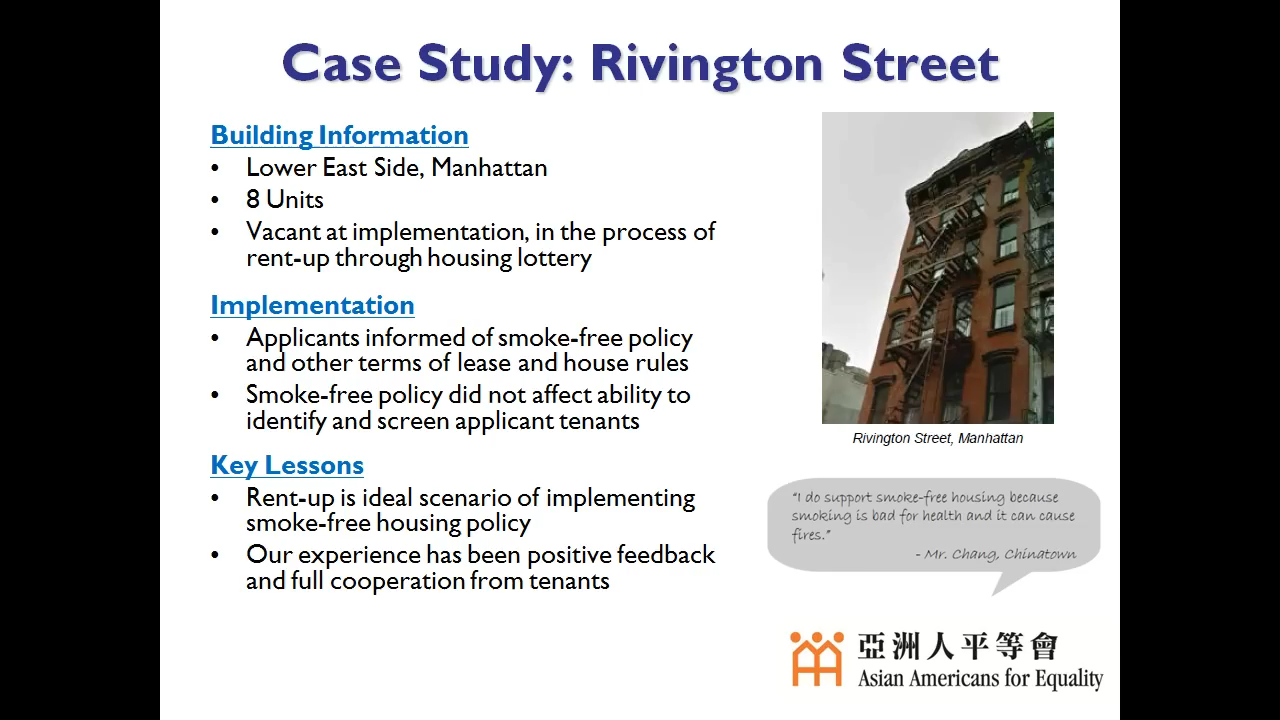 Case Study: Rivington Street
Building Information
• Lower East Side, Manhattan
• 8 Units
• Vacant at implementation, in the process of
rent-up through housing lottery
Implementation
• Applicants informed of smoke-free policy
and other terms of lease and house rules
• Smoke-free policy did not affect ability to
identify and screen applicant tenants
Key Lessons
• Rent-up is ideal scenario of implementing
smoke-free housing policy
• Our experience has been positive feedback
and full cooperation from tenants
Rivington Street, Manhattan
“I do support smoke-free housing because
smoking is bad for health and it can cause
fires.”
- Mr. Chang, Chinatown
亞洲人平等會
Asian Americans for Equality